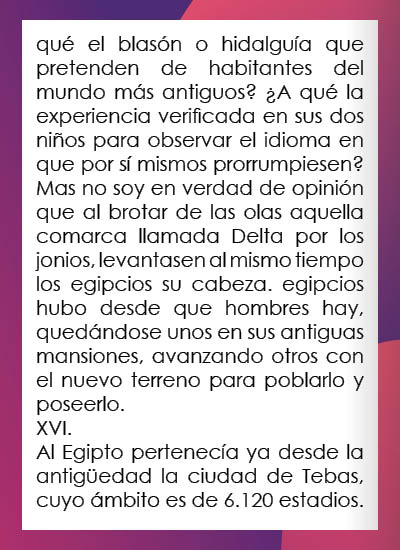 qué el blasón o hidalguía que
pretenden de habitantes del
mundo más antiguos? ¿A qué la
experiencia verificada en sus dos
niños para observar el idioma en
que por sí mismos prorrumpiesen?
Mas no soy en verdad de opinión
que al brotar de las olas aquella
comarca llamada Delta por los
jonios, levantasen al mismo tiempo
los egipcios su cabeza. egipcios
hubo desde que hombres hay,
quedándose unos en sus antiguas
mansiones, avanzando otros con
el nuevo terreno para poblarlo y
poseerlo.
XVI.
Al Egipto pertenecía ya desde la
antigüedad la ciudad de Tebas,
cuyo ámbito es de 6.120 estadios.